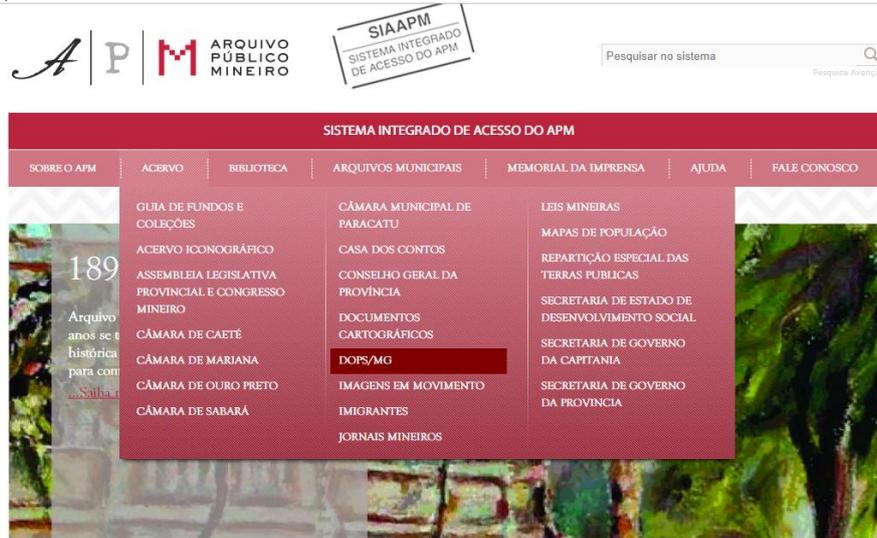 A P M ARQUIVO
PÚBLICO
MINEIRO
SIAAPM
SISTEMA INTEGRADO
DE ACESSO DO APM
Pesquisar no sistema
SISTEMA INTEGRADO DE ACESSO DO APM
SOBRE O APM ACERVO BIBLIOTECA ARQUIVOS MUNICIPAIS MEMORIAL DA IMPRENSA AJUDA FALE CONOSCO
GUIA DE FUNDOS E
COLEÇÕES
ACERVO ICONOGRÁFICO
ASSEMBLEIA LEGISLATIVA
PROVINCIAL E CONGRESSO
MINEIRO
CÂMARA DE CAETÉ
CÂMARA DE MARIANA
CÂMARA DE OURO PRETO
CÂMARA DE SABARÁ
CÂMARA MUNICIPAL DE
PARACATU
CASA DOS CONTOS
CONSELHO GERAL DA
PROVÍNCIA
DOCUMENTOS
CARTOGRÁFICOS
DOPS/MG
IMAGENS EM MOVIMENTO
IMIGRANTES
JORNAIS MINEIROS
LEIS MINEIRAS
MAPAS DE POPULAÇÃO
REPARTIÇÃO ESPECIAL DAS
TERRAS PUBLICAS
SECRETARIA DE ESTADO DE
DESENVOLVIMENTO SOCIAL
SECRETARIA DE GOVERNO
DA CAPITANIA
SECRETARIA DE GOVERNO
DA PROVINCIA
189
Arquivo
anos se
histórica
para
...Saiba